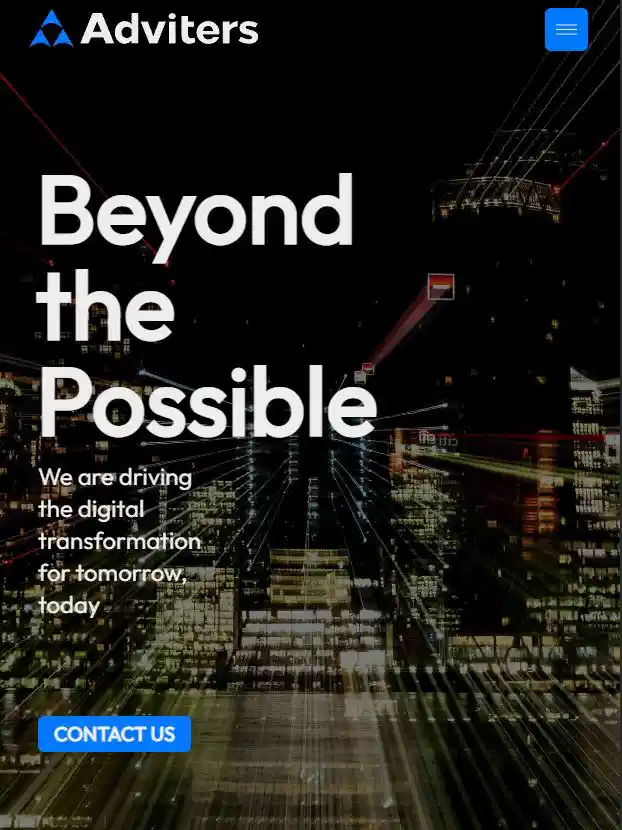 Adviters
Beyond
the
Possible
We are driving
the digital
transformation
for tomorrow,
today
CONTACT US